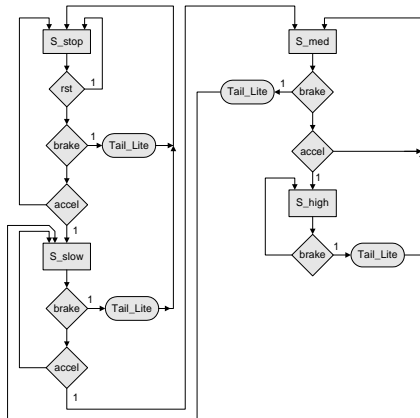 S_stop
rst
1
brake
1
Tail_Lite
accel
1
S_slow
brake
1
Tail_Lite
accel
1
S_med
brake
1
Tail_Lite
accel
1
S_high
brake
1
Tail_Lite